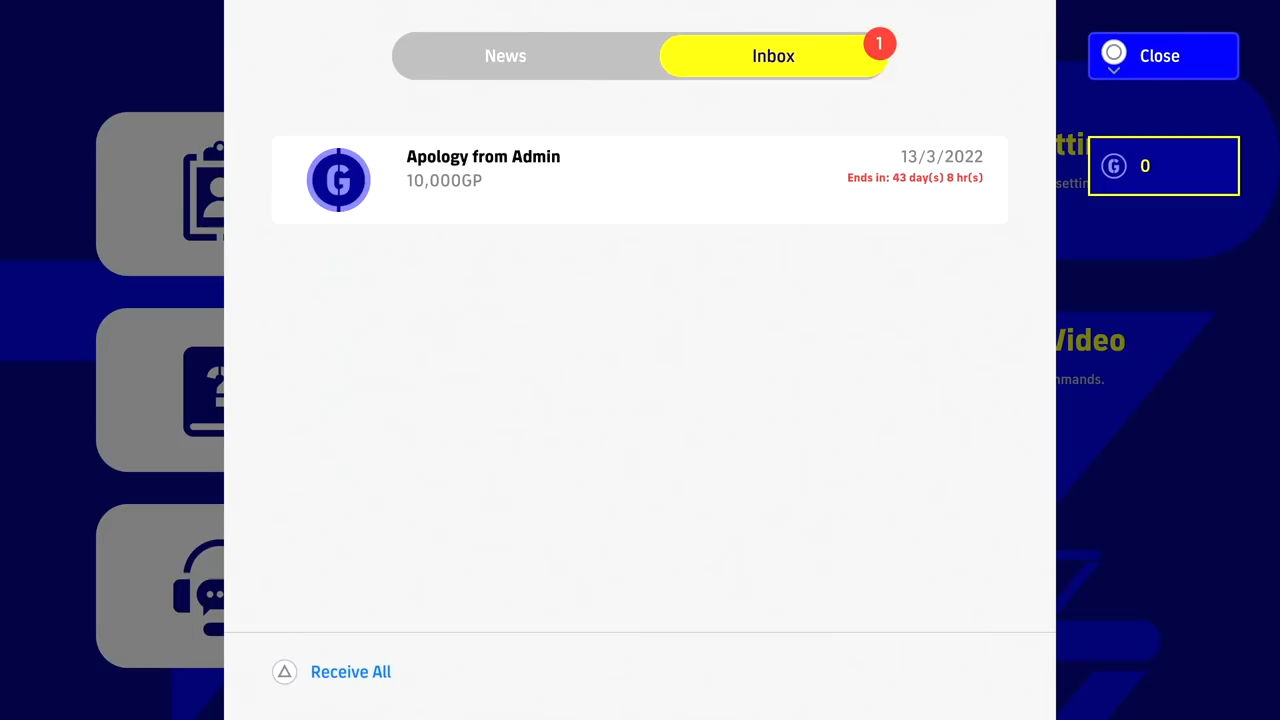 News
Inbox
1
Close
Apology from Admin
13/3/2022
10,000GP
Ends in: 43 day(s) 8 hr(s)
G
G 0
Video
Receive All